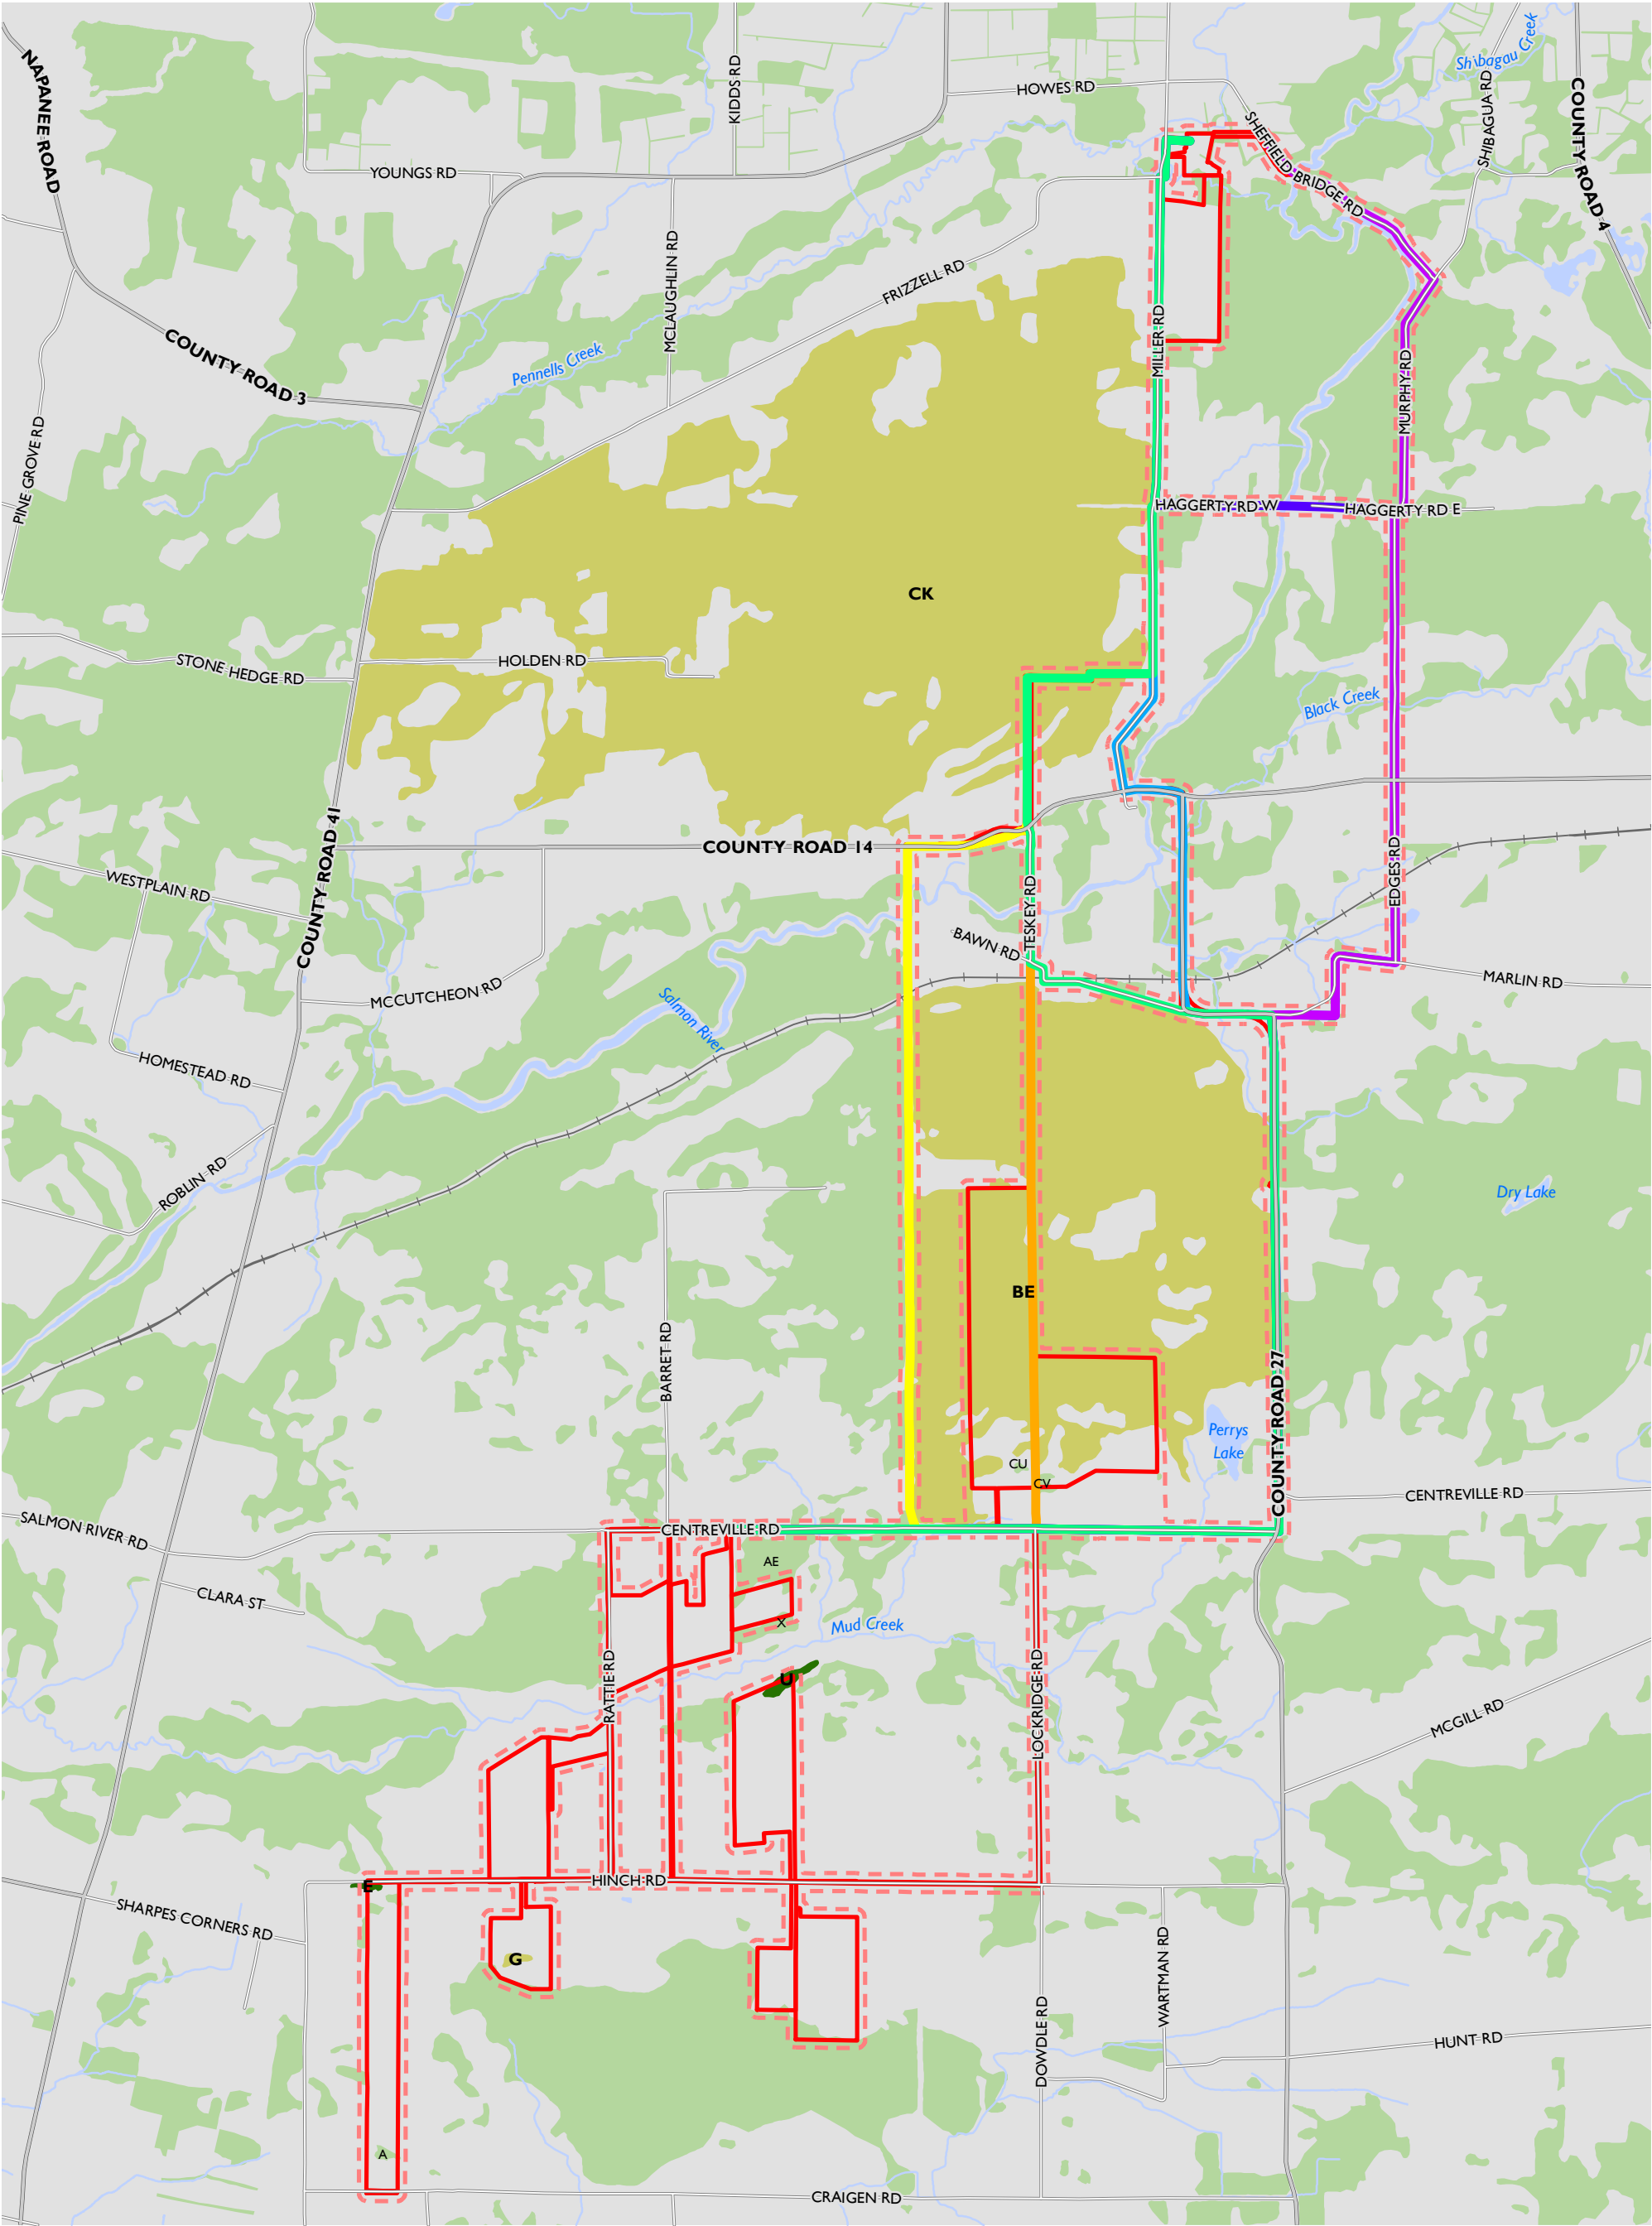 Shibagau Creek
NAPANEE ROAD
KIDDS RD
HOWES RD
SHIBAGUA RD
COUNTY ROAD 4
SHEFFIELD BRIDGE RD
YOUNGS RD
MCLAUGHLIN RD
FRIZZELL RD
MILLER RD
COUNTY ROAD 3
Pennells Creek
MURPHY RD
PINE GROVE RD
HAGGERTY RD W
HAGGERTY RD E
CK
HOLDEN RD
STONE HEDGE RD
Black Creek
COUNTY ROAD 41
COUNTY ROAD 14
WESTPLAIN RD
EDGES RD
TESKEY RD
BAWN RD
MARLIN RD
MCCUTCHEON RD
Salmon River
HOMESTEAD RD
ROBLIN RD
Dry Lake
BE
BARRET RD
COUNTY ROAD 27
Perrys
Lake
CU
CV
CENTREVILLE RD
SALMON RIVER RD
CENTREVILLE RD
AE
CLARA ST
X
Mud Creek
U
RATTIE RD
LOCKRIDGE RD
MCGILL RD
HINCH RD
E
SHARPES CORNERS RD
G
WARTMAN RD
DOWDLE RD
HUNT RD
A
CRAIGEN RD